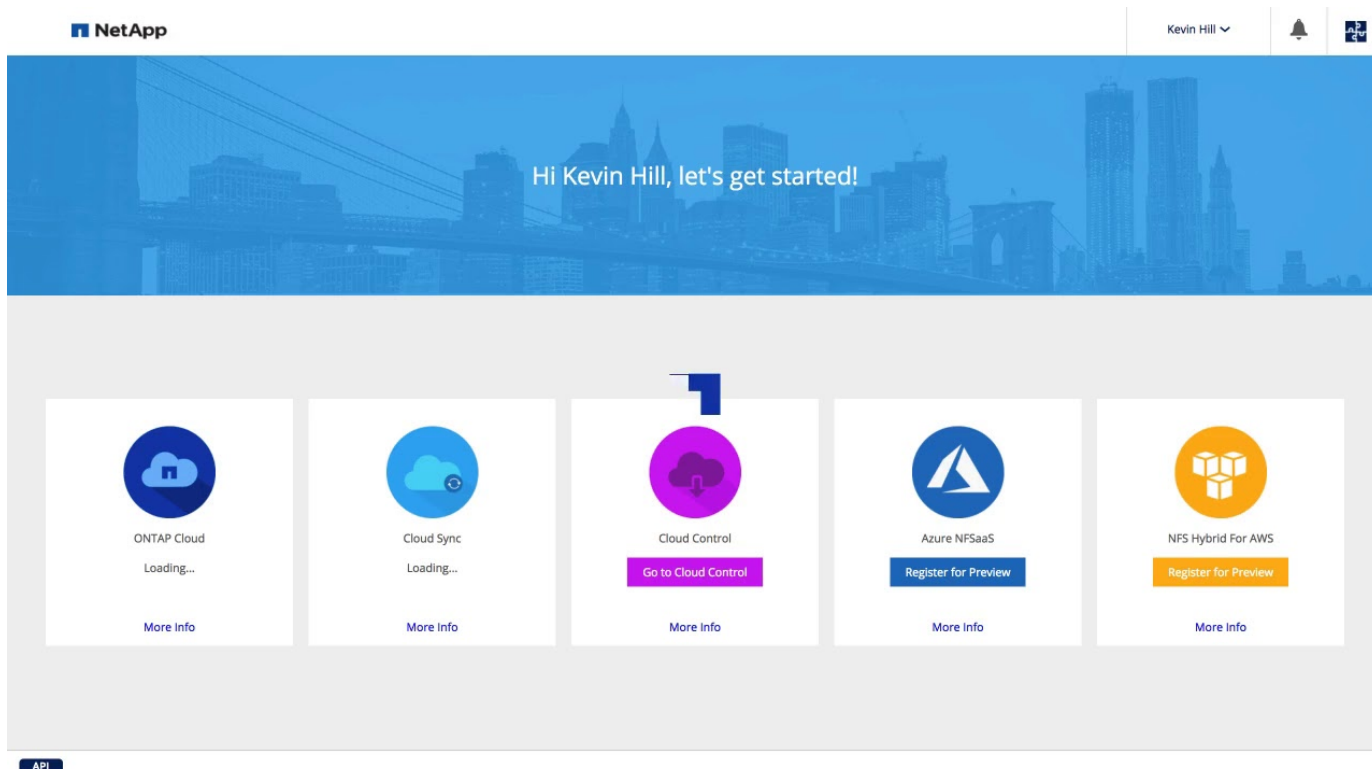 NetApp
Kevin Hill
Hi Kevin Hill, let's get started!
ONTAP Cloud
Loading...
More Info
Cloud Sync
Loading...
More Info
Cloud Control
Go to Cloud Control
More Info
Azure NFSaaS
Register for Preview
More Info
NFS Hybrid For AWS
Register for Preview
More Info
API